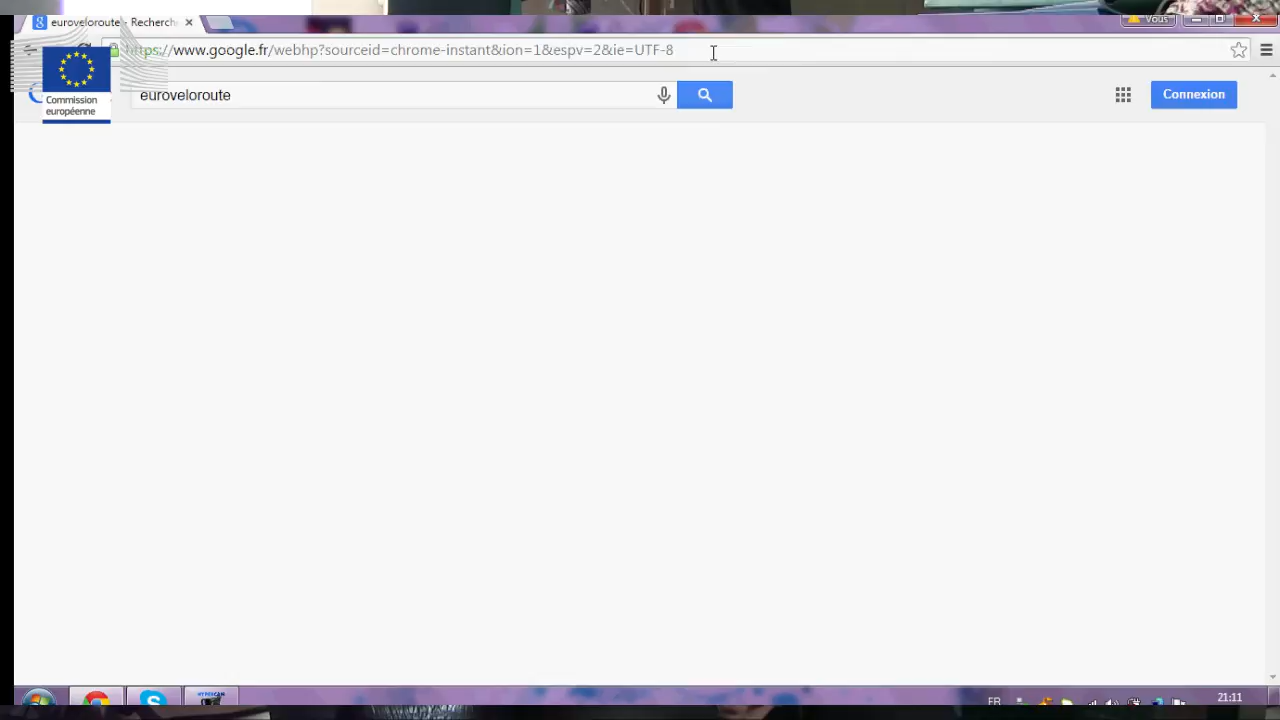 euroveloroute - Recherch
Vous
https://www.google.fr/webhp?sourceid=chrome-instant&ion=1&espv=2&ie=UTF-8
euroveloroute
Connexion
Commission
européenne
FR
21:11